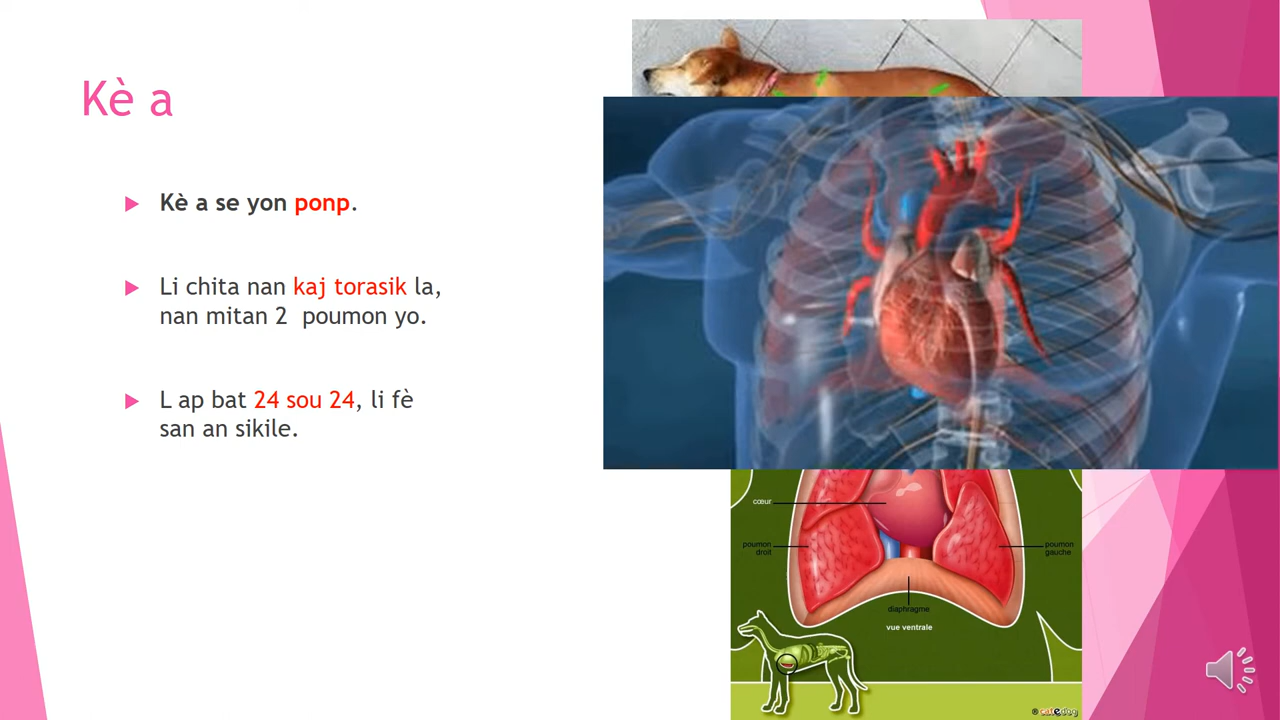 Kè a
Kè a se yon ponp.
Li chita nan kaj torasik la,
nan mitan 2 poumon yo.
L ap bat 24 sou 24, li fè
san an sikile.
cœur
poumon
droit
poumon
gauche
diaphragme
vue ventrale